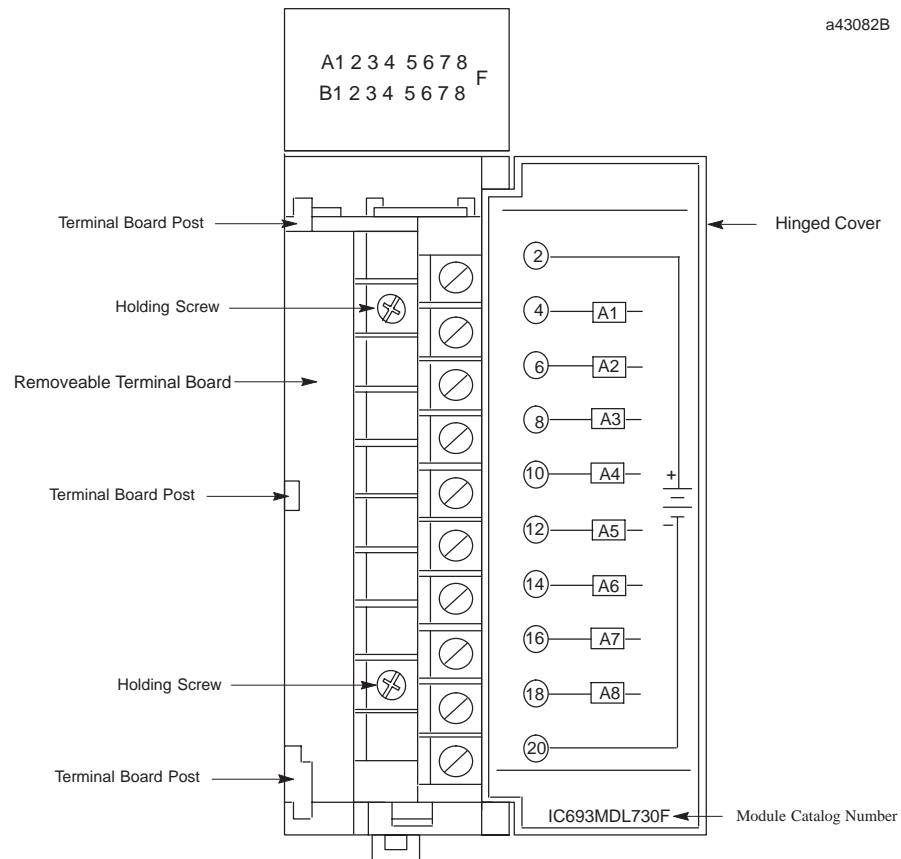 a43082B
A1 2 3 4 5 6 7 8
F
B1 2 3 4 5 6 7 8
Terminal Board Post
Hinged Cover
2
Holding Screw
4 A1
6 A2
Removeable Terminal Board
8 A3
10 A4
+
Terminal Board Post
12 A5
−
14 A6
16 A7
Holding Screw
18 A8
20
Terminal Board Post
IC693MDL730F
Module Catalog Number